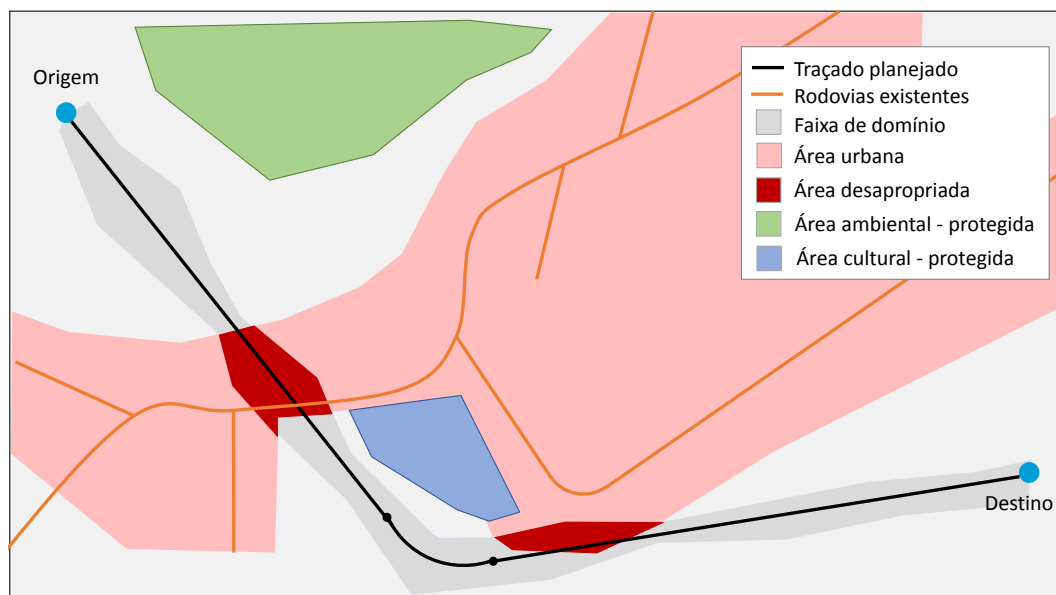 Origem
Traçado planejado
Rodovias existentes
Faixa de domínio
Área urbana
Área desapropriada
Área ambiental - protegida
Área cultural - protegida
Destino